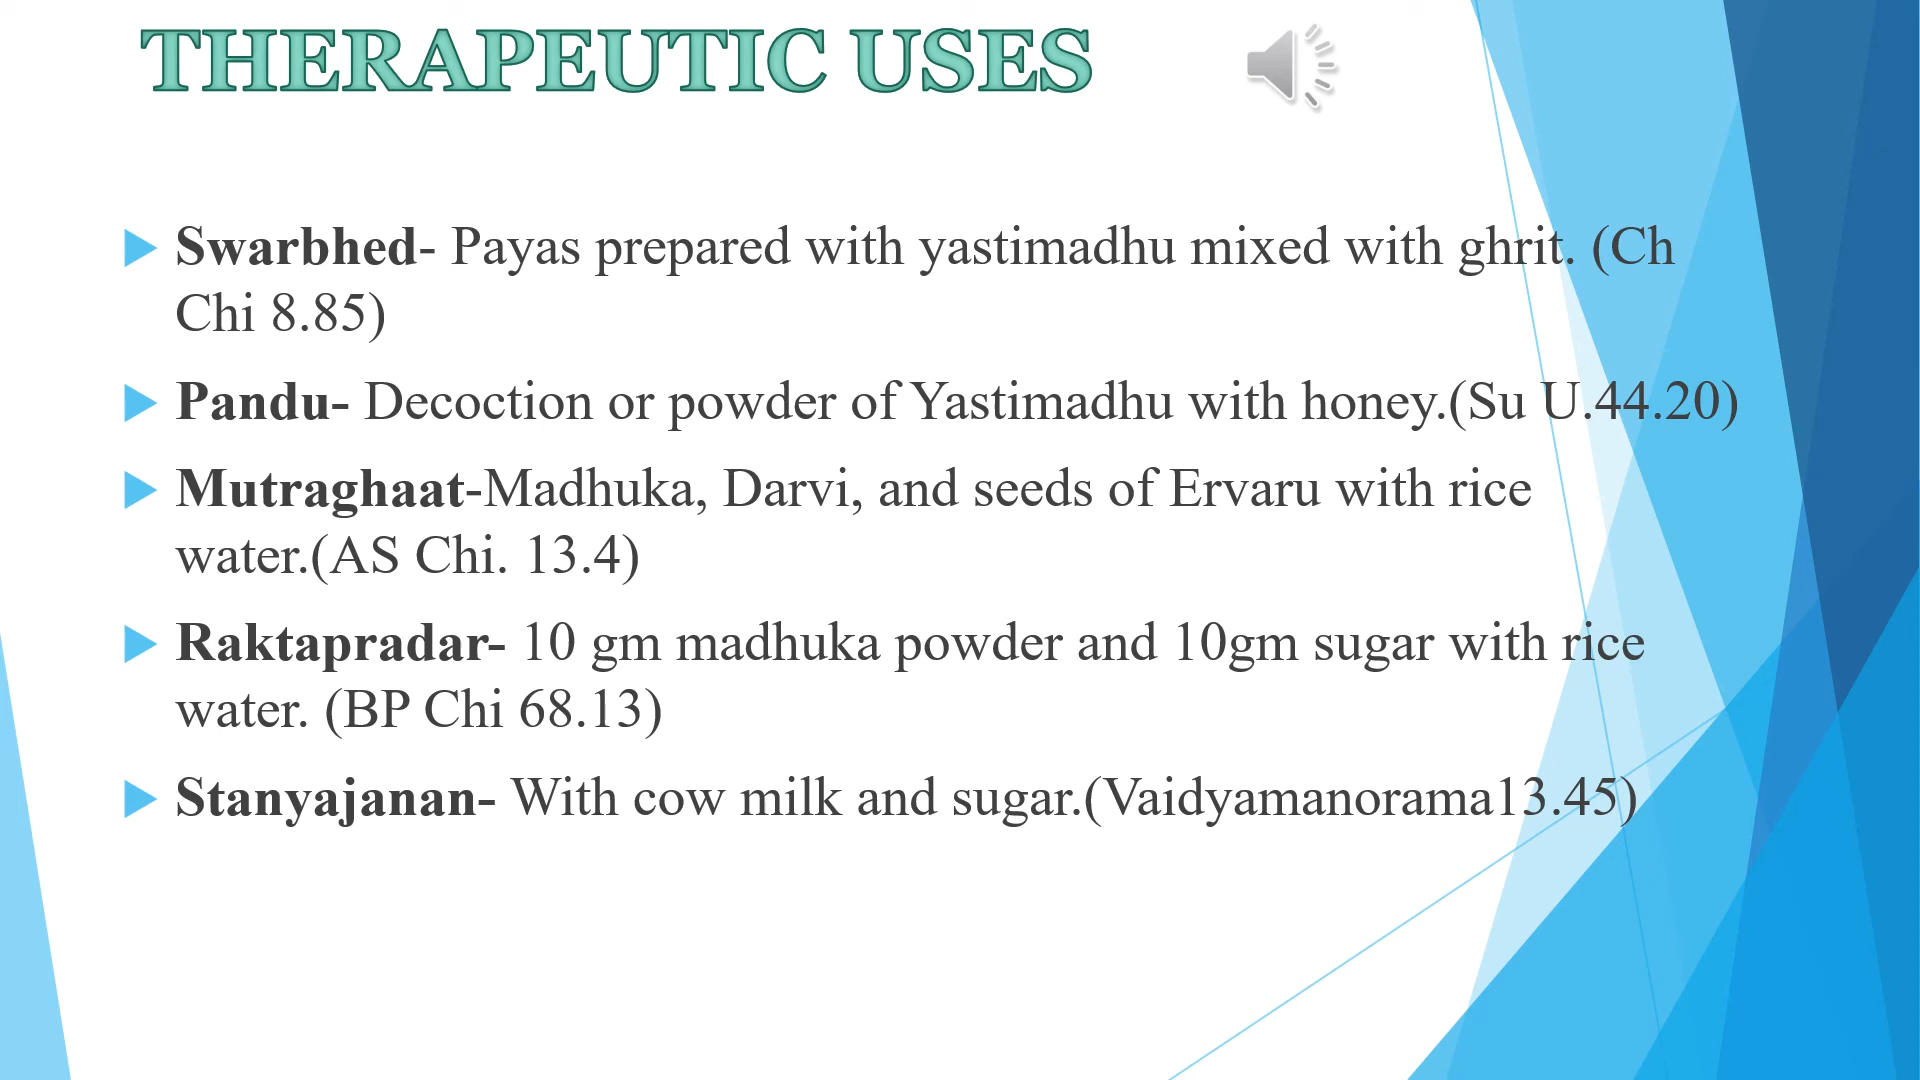 THERAPEUTIC USES
Swarbhed- Payas prepared with yastimadhu mixed with ghrit. (Ch
Chi 8.85)
Pandu- Decoction or powder of Yastimadhu with honey.(Su U.44.20)
Mutraghaat-Madhuka, Darvi, and seeds of Ervaru with rice
water.(AS Chi. 13.4)
Raktapradar- 10 gm madhuka powder and 10gm sugar with rice
water. (BP Chi 68.13)
Stanyajanan- With cow milk and sugar.(Vaidyamanorama13.45)